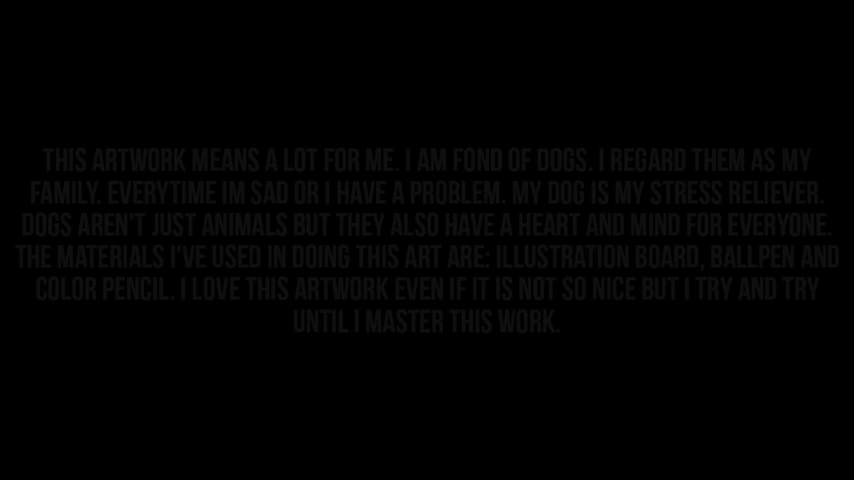 THIS ARTWORK MEANS A LOT FOR ME. I AM FOND OF DOGS. I REGARD THEM AS MY
FAMILY. EVERYTIME IM SAD OR I HAVE A PROBLEM. MY DOG IS MY STRESS RELIEVER.
DOGS AREN'T JUST ANIMALS BUT THEY ALSO HAVE A HEART AND MIND FOR EVERYONE.
THE MATERIALS I'VE USED IN DOING THIS ART ARE: ILLUSTRATION BOARD, BALLPEN AND
COLOR PENCIL. I LOVE THIS ARTWORK EVEN IF IT IS NOT SO NICE BUT I TRY AND TRY
UNTIL I MASTER THIS WORK.